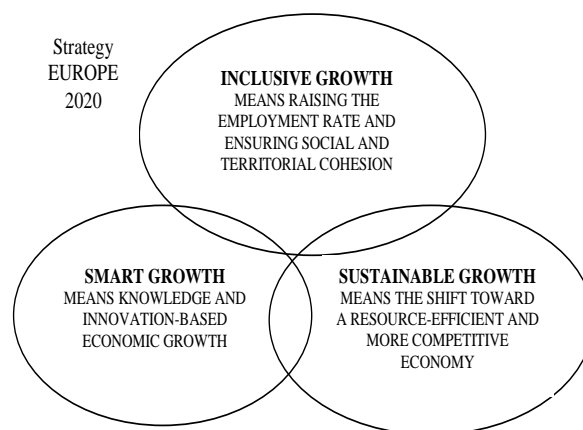 Strategy
EUROPE
2020
INCLUSIVE GROWTH
MEANS RAISING THE
EMPLOYMENT RATE AND
ENSURING SOCIAL AND
TERRITORIAL COHESION
SMART GROWTH
MEANS KNOWLEDGE AND
INNOVATION-BASED
ECONOMIC GROWTH
SUSTAINABLE GROWTH
MEANS THE SHIFT TOWARD
A RESOURCE-EFFICIENT AND
MORE COMPETITIVE
ECONOMY